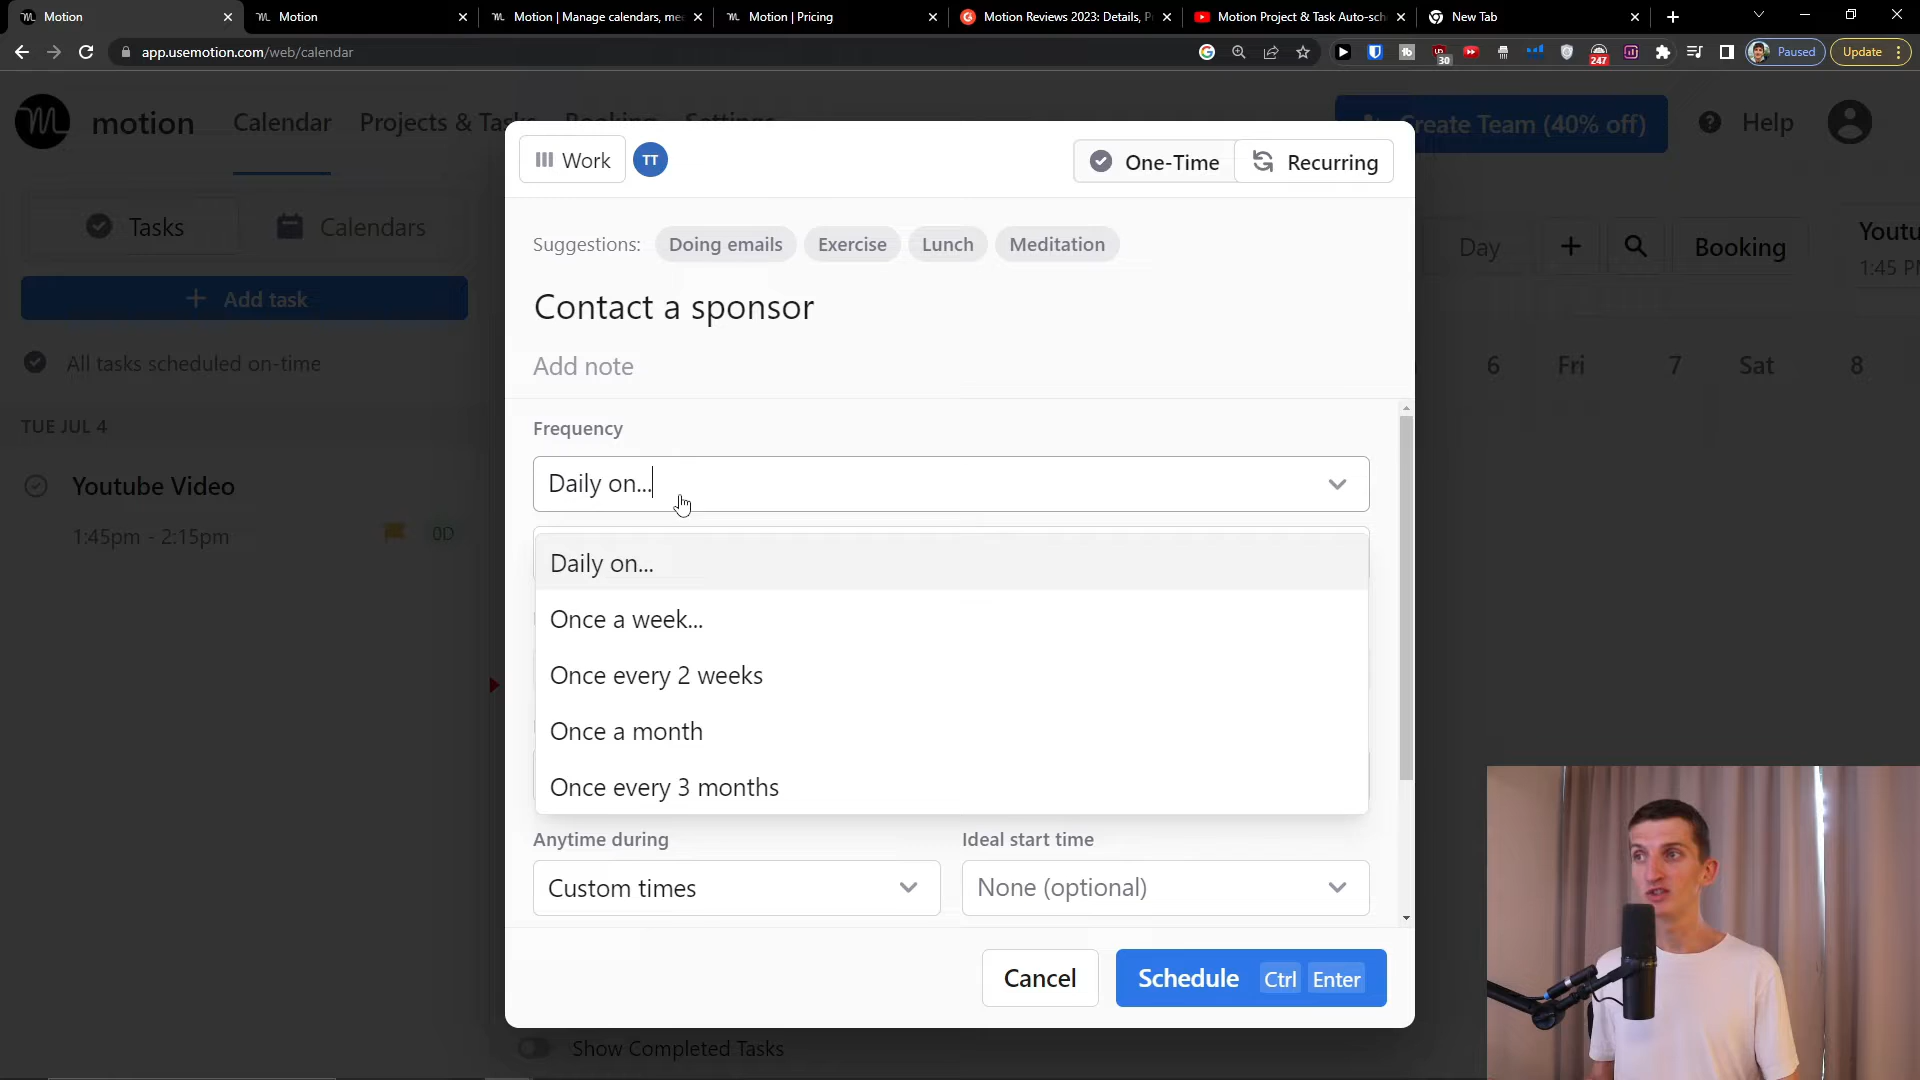 Motion
Motion
Motion | Manage calendars, me
Motion | Pricing
Motion Reviews 2023: Details, P
Motion Project & Task Auto-sch
New Tab
app.usemotion.com/web/calendar
30
247
Paused
Update
motion
Calendar
Projects & Tasks
Booking
Settings
Create Team (40% off)
Help
Work
TT
One-Time
Recurring
Tasks
Calendars
Suggestions:
Doing emails
Exercise
Lunch
Meditation
Day
Booking
Youtu
1:45 PM
Add task
Contact a sponsor
Add note
All tasks scheduled on-time
6
Fri
7
Sat
8
TUE JUL 4
Frequency
Daily on...
Youtube Video
1:45pm - 2:15pm
0D
Daily on...
Once a week...
Once every 2 weeks
Once a month
Once every 3 months
Anytime during
Ideal start time
Custom times
None (optional)
Cancel
Schedule Ctrl Enter
Show Completed Tasks